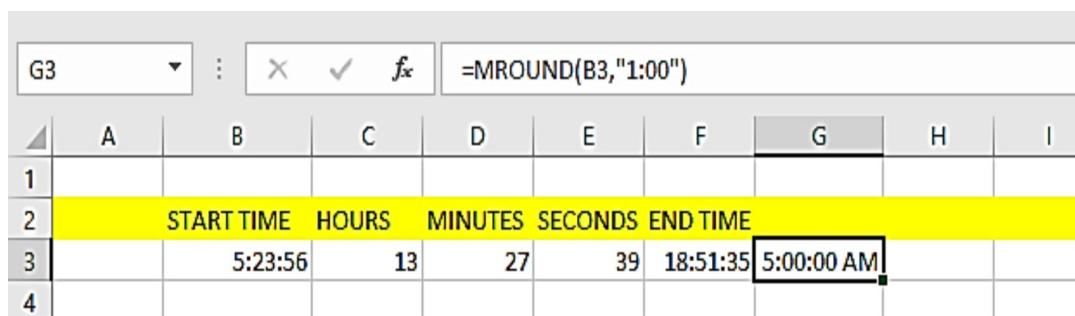 G3 fx =MROUND(B3,"1:00")
A B C D E F G H I
1
2 START TIME HOURS MINUTES SECONDS END TIME
3 5:23:56 13 27 39 18:51:35 5:00:00 AM
4